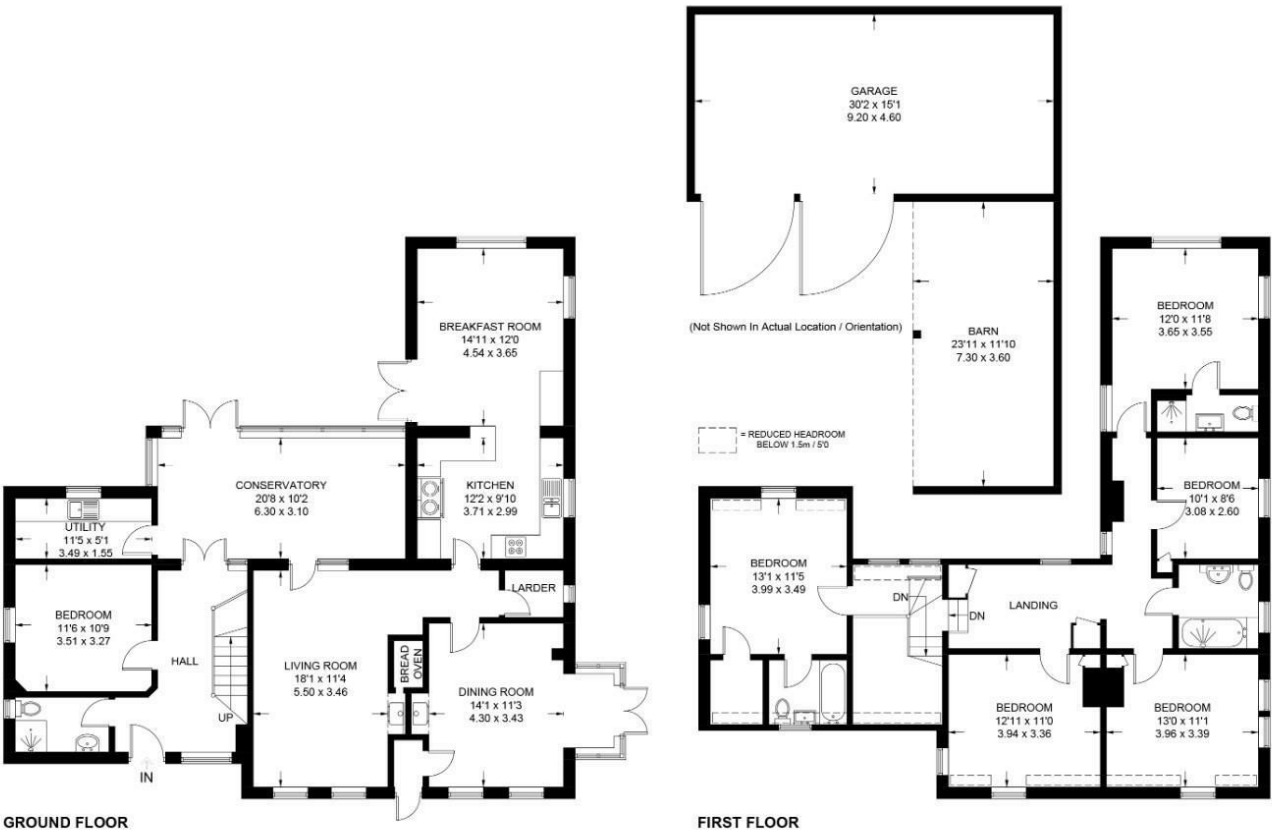 GARAGE
30'2 x 15'1
9.20 x 4.60
(Not Shown In Actual Location / Orientation)
BARN
23'11 x 11'10
7.30 x 3.60
= REDUCED HEADROOM
BELOW 1.5m / 5'0
BREAKFAST ROOM
14'11 x 12'0
4.54 x 3.65
CONSERVATORY
20'8 x 10'2
6.30 x 3.10
KITCHEN
12'2 x 9'10
3.71 x 2.99
UTILITY
11'5 x 5'1
3.49 x 1.55
BEDROOM
11'6 x 10'9
3.51 x 3.27
HALL
UP
IN
LIVING ROOM
18'1 x 11'4
5.50 x 3.46
BREAD
OVEN
LARDER
DINING ROOM
14'1 x 11'3
4.30 x 3.43
GROUND FLOOR
BEDROOM
12'0 x 11'8
3.65 x 3.55
BEDROOM
10'1 x 8'6
3.08 x 2.60
BEDROOM
13'1 x 11'5
3.99 x 3.49
DN
DN
LANDING
BEDROOM
12'11 x 11'0
3.94 x 3.36
BEDROOM
13'0 x 11'1
3.96 x 3.39
FIRST FLOOR